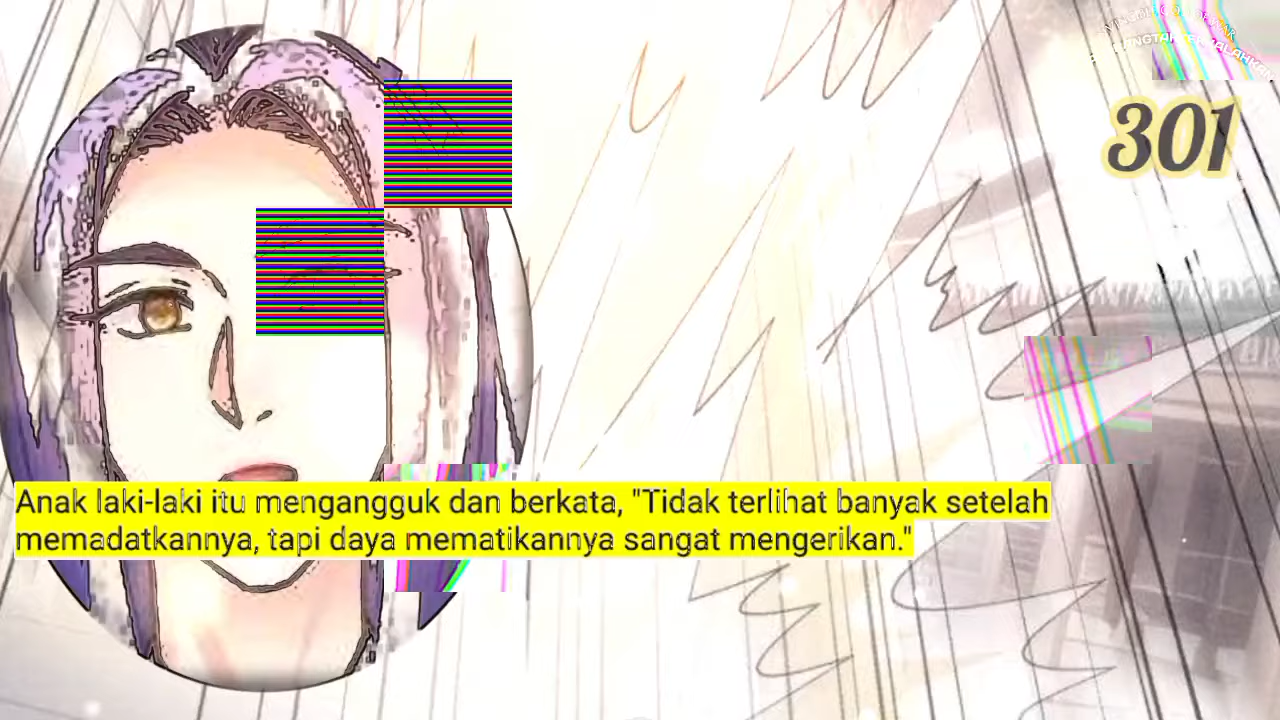 301
Anak laki-laki itu mengangguk dan berkata, "Tidak terlihat banyak setelah
memadatkannya, tapi daya mematikannya sangat mengerikan."